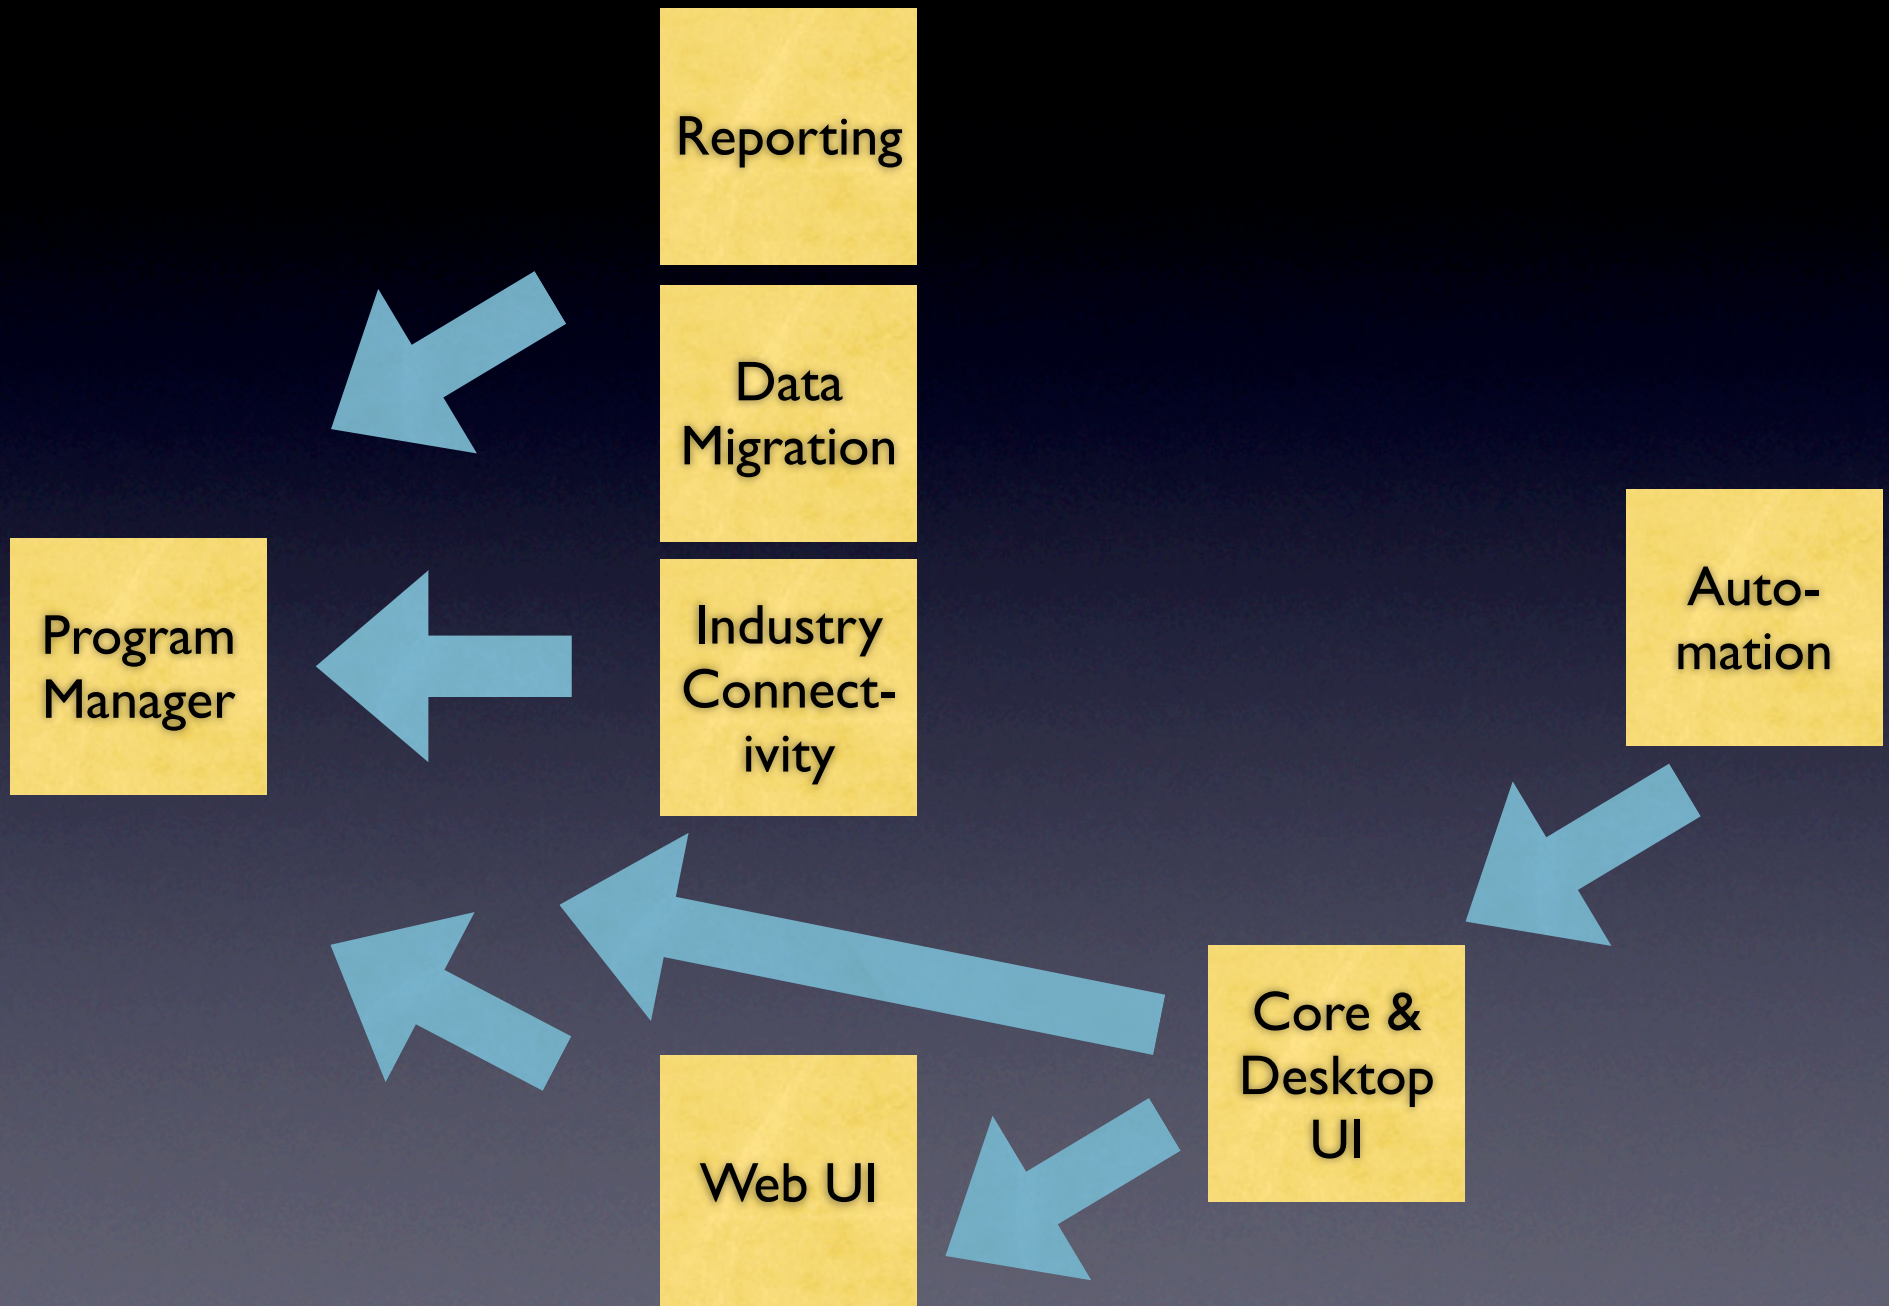 Reporting
Data
Migration
Program
Manager
Industry
Connect-
ivity
Auto-
mation
Core &
Desktop
UI
Web UI